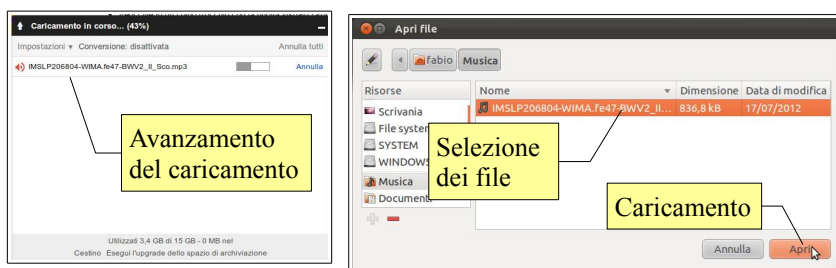 Caricamento in corso... (43%)
Impostazioni Conversione: disattivata Annulla tutti
IMSLP206804-WIMA.fe47-BWV2_II_Sco.mp3 Annulla
Avanzamento
del caricamento
Utilizzati 3,4 GB di 15 GB - 0 MB nel
Cestino Esegui l'upgrade dello spazio di archiviazione
Apri file
fabio Musica
Risorse
Scrivania
File system
SYSTEM
WINDOWS
Musica
Documenti
Nome Dimensione Data di modifica
IMSLP206804-WIMA.fe47-BWV2_II... 836,8 kB 17/07/2012
Selezione
dei file
Caricamento
Annulla Apri